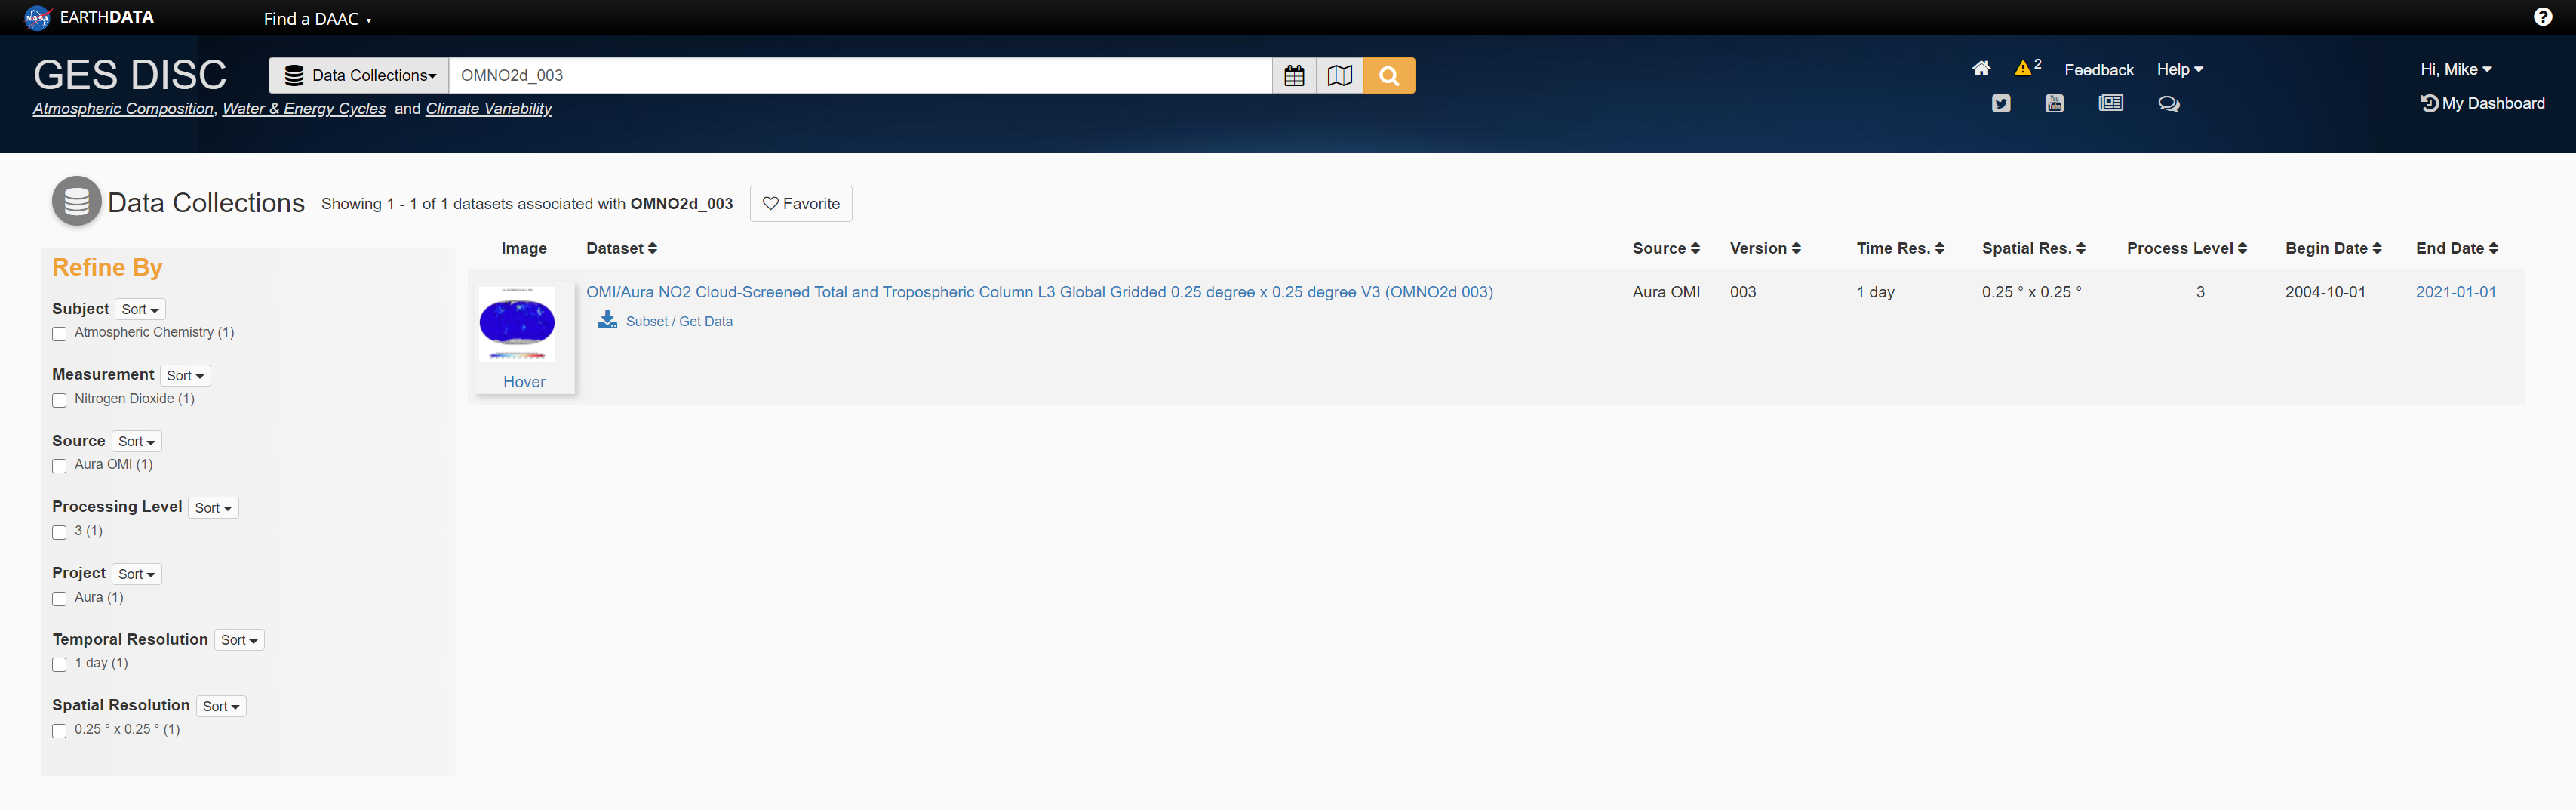 NASA EARTHDATA Find a DAAC
GES DISC Data Collections OMNO2d_003 2 Feedback Help Hi, Mike
Atmospheric Composition, Water & Energy Cycles and Climate Variability You Tube My Dashboard
Data Collections Showing 1 - 1 of 1 datasets associated with OMNO2d_003 Favorite
Image Dataset Source Version Time Res. Spatial Res. Process Level Begin Date End Date
OMI/Aura NO2 Cloud-Screened Total and Tropospheric Column L3 Global Gridded 0.25 degree x 0.25 degree V3 (OMNO2d 003) Aura OMI 003 1 day 0.25 ° x 0.25 ° 3 2004-10-01 2021-01-01
Subset / Get Data
Hover
Refine By
Subject Sort
Atmospheric Chemistry (1)
Measurement Sort
Nitrogen Dioxide (1)
Source Sort
Aura OMI (1)
Processing Level Sort
3 (1)
Project Sort
Aura (1)
Temporal Resolution Sort
1 day (1)
Spatial Resolution Sort
0.25 ° x 0.25 ° (1)